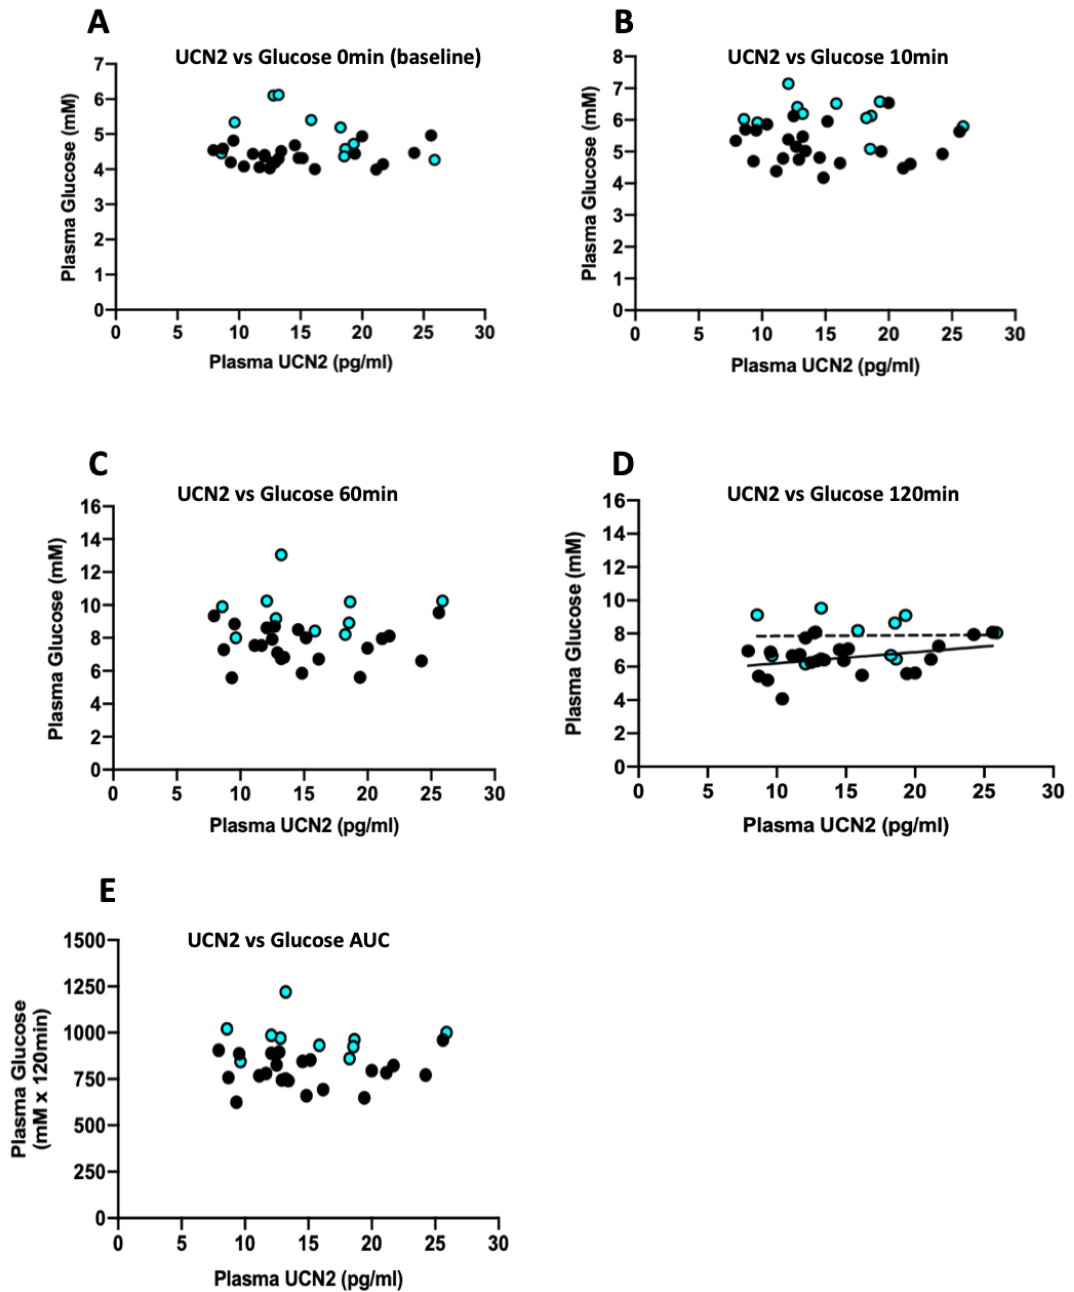 A
UCN2 vs Glucose 0min (baseline)
Plasma Glucose (mM)
7
6
5
4
3
2
1
0
0 5 10 15 20 25 30
Plasma UCN2 (pg/ml)
B
UCN2 vs Glucose 10min
Plasma Glucose (mM)
8
7
6
5
4
3
2
1
0
0 5 10 15 20 25 30
Plasma UCN2 (pg/ml)
C
UCN2 vs Glucose 60min
Plasma Glucose (mM)
16
14
12
10
8
6
4
2
0
0 5 10 15 20 25 30
Plasma UCN2 (pg/ml)
D
UCN2 vs Glucose 120min
Plasma Glucose (mM)
16
14
12
10
8
6
4
2
0
0 5 10 15 20 25 30
Plasma UCN2 (pg/ml)
E
UCN2 vs Glucose AUC
Plasma Glucose
(mM x 120min)
1500
1250
1000
750
500
250
0
0 5 10 15 20 25 30
Plasma UCN2 (pg/ml)